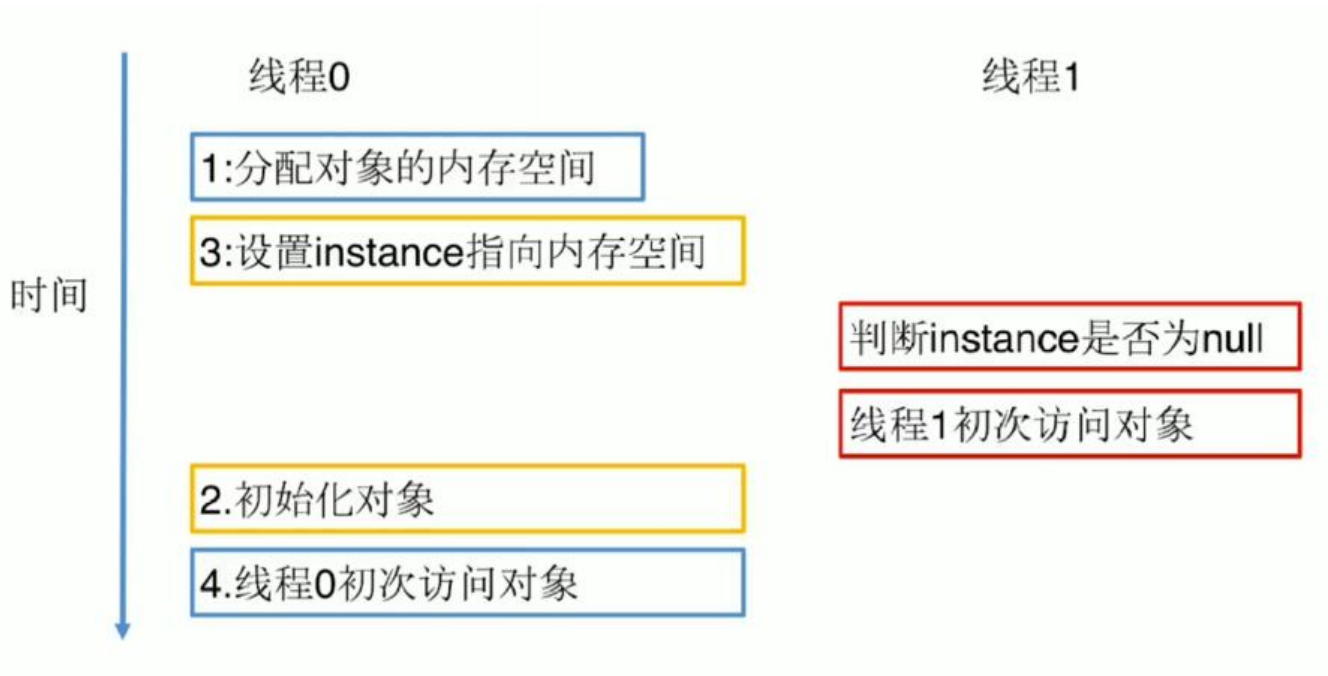 线程0
线程1
1:分配对象的内存空间
3:设置instance指向内存空间
时间
判断instance是否为null
线程1初次访问对象
2.初始化对象
4.线程0初次访问对象